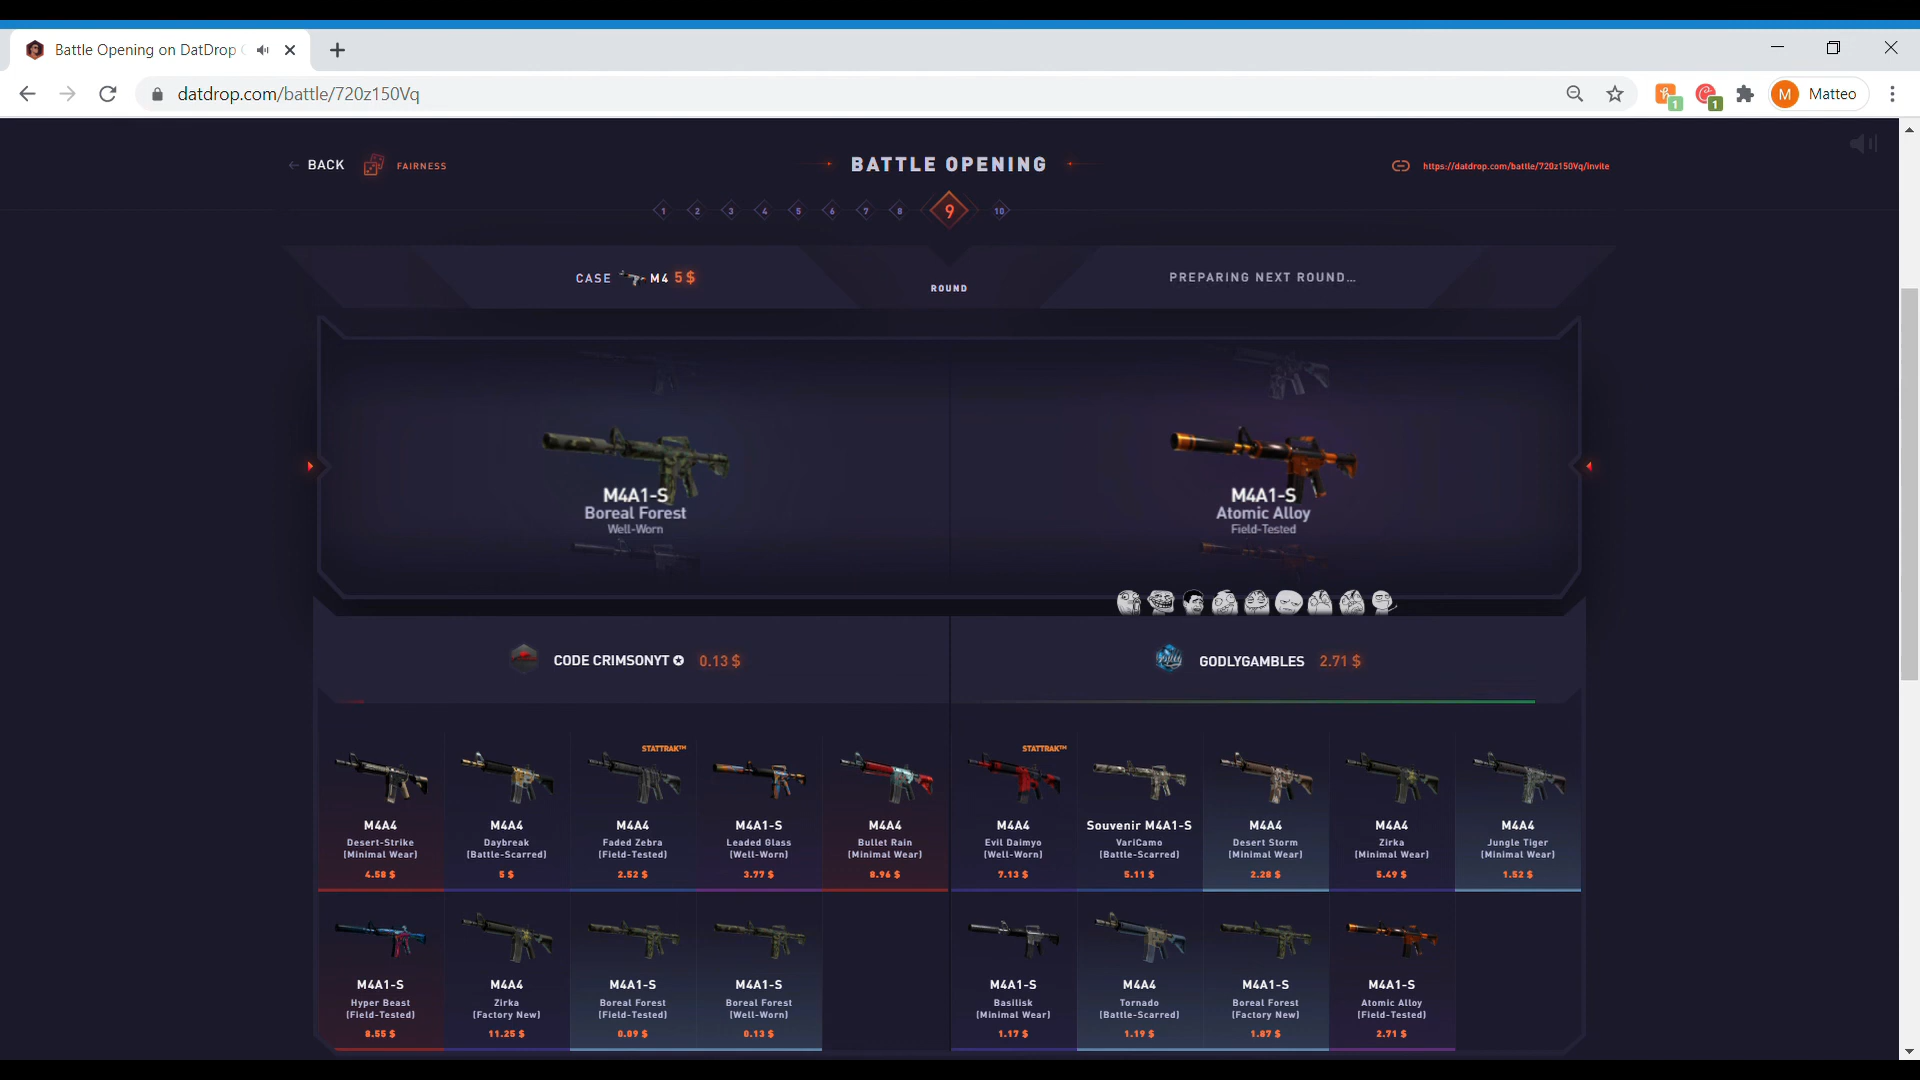 Battle Opening on DatDrop
datdrop.com/battle/720z150Vq
1
1
M
Matteo
BACK
FAIRNESS
BATTLE OPENING
https://datdrop.com/battle/720z150Vq/invite
1 2 3 4 5 6 7 8 9 10
CASE M4 5 $
ROUND
PREPARING NEXT ROUND...
M4A1-S
Boreal Forest
Well-Worn
M4A1-S
Atomic Alloy
Field-Tested
CODE CRIMSONYT 0.13 $
GODLYGAMBLES 2.71 $
M4A4
Desert-Strike
(Minimal Wear)
4.58 $
M4A4
Daybreak
(Battle-Scarred)
5 $
STATTRAK™
M4A4
Faded Zebra
(Field-Tested)
2.52 $
M4A1-S
Leaded Glass
(Well-Worn)
3.77 $
M4A4
Bullet Rain
(Minimal Wear)
8.96 $
STATTRAK™
M4A4
Evil Daimyo
(Well-Worn)
7.13 $
Souvenir M4A1-S
VariCamo
(Battle-Scarred)
5.11 $
M4A4
Desert Storm
(Minimal Wear)
2.28 $
M4A4
Zirka
(Minimal Wear)
5.49 $
M4A4
Jungle Tiger
(Minimal Wear)
1.52 $
M4A1-S
Hyper Beast
(Field-Tested)
8.55 $
M4A4
Zirka
(Factory New)
11.25 $
M4A1-S
Boreal Forest
(Field-Tested)
0.09 $
M4A1-S
Boreal Forest
(Well-Worn)
0.13 $
M4A1-S
Basilisk
(Minimal Wear)
1.17 $
M4A4
Tornado
(Battle-Scarred)
1.19 $
M4A1-S
Boreal Forest
(Factory New)
1.87 $
M4A1-S
Atomic Alloy
(Field-Tested)
2.71 $